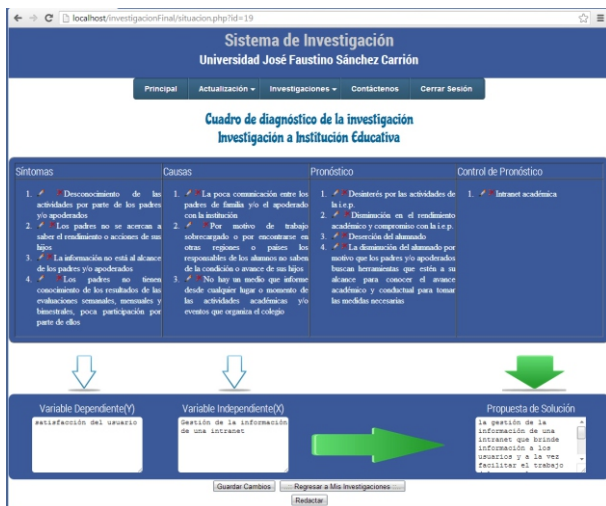 localhost/investigacionFinal/situacion.php?id=19
Sistema de Investigación
Universidad José Faustino Sánchez Carrión
Principal Actualización Investigaciones Contáctenos Cerrar Sesión
Cuadro de diagnóstico de la investigación
Investigación a Institución Educativa
Síntomas
1. Desconocimiento de las
actividades por parte de los padres
y/o apoderados
2. Los padres no se acercan a
saber el rendimiento o acciones de sus
hijos
3. La información no está al alcance
de los padres y/o apoderados
4. Los padres no tienen
conocimiento de los resultados de las
evaluaciones semanales, mensuales y
bimestrales, poca participación por
parte de ellos
Causas
1. La poca comunicación entre los
padres de familia y/o el apoderado
con la institución
2. Por motivo de trabajo
sobrecargado o por encontrarse en
otras regiones o países los
responsables de los alumnos no saben
de la condición o avance de sus hijos
3. No hay un medio que informe
desde cualquier lugar o momento de
las actividades académicas y/o
eventos que organiza el colegio
Pronóstico
1. Desinterés por las actividades de
la i.e.p.
2. Disminución en el rendimiento
académico y compromiso con la i.e.p.
3. Deserción del alumnado
4. La disminución del alumnado por
motivo que los padres y/o apoderados
buscan herramientas que estén a su
alcance para conocer el avance
académico y conductual para tomar
las medidas necesarias
Control de Pronóstico
1. Intranet académica
Variable Dependiente(Y)
satisfacción del usuario
Variable Independiente(X)
Gestión de la información
de una intranet
Propuesta de Solución
la gestión de la
información de una
intranet que brinde
información a los
usuarios y a la vez
facilitar el trabajo
Guardar Cambios Regresar a Mis Investigaciones
Redactar